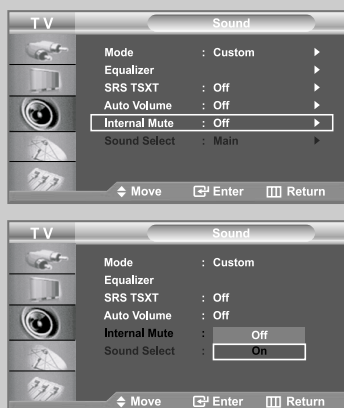 TV Sound
Mode : Custom
Equalizer
SRS TSXT : Off
Auto Volume : Off
Internal Mute : Off
Sound Select : Main
Move Enter Return
TV Sound
Mode : Custom
Equalizer
SRS TSXT : Off
Auto Volume : Off
Internal Mute : Off
Sound Select : On
Move Enter Return